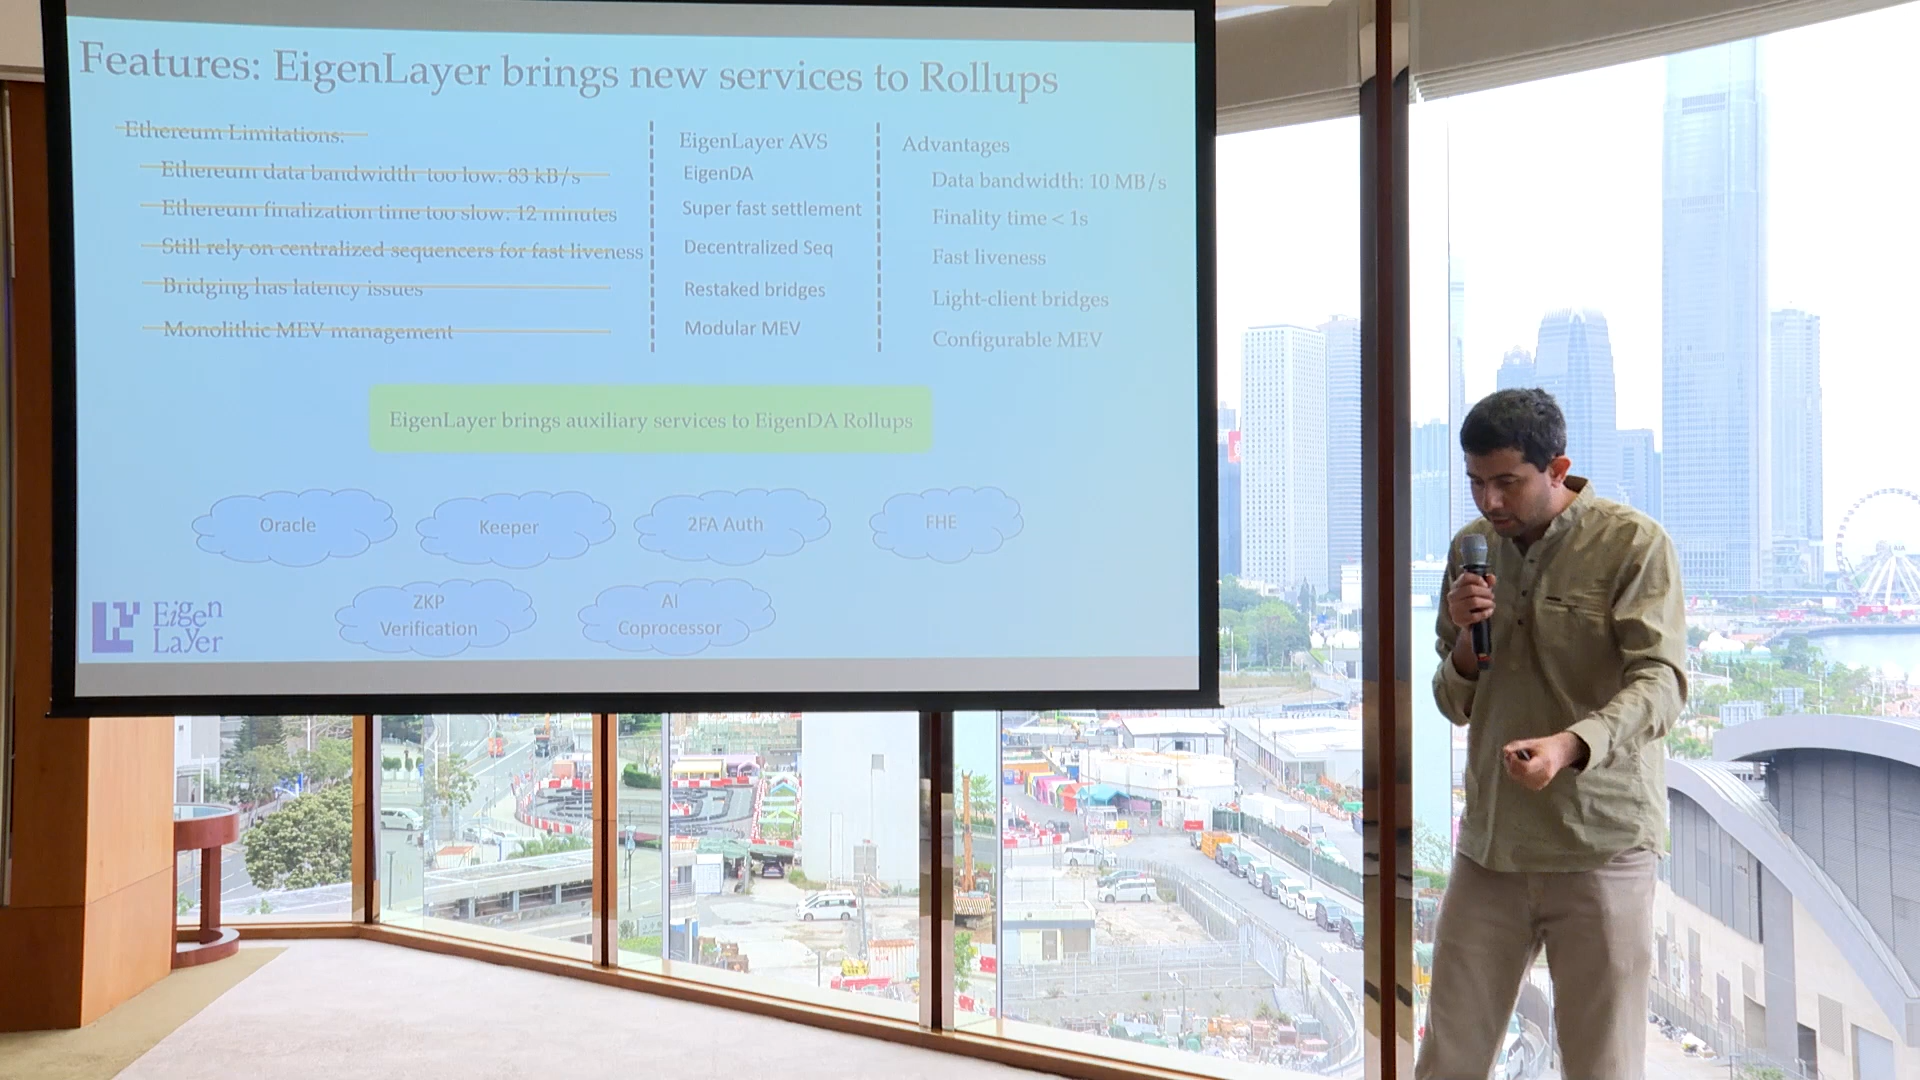 Features: EigenLayer brings new services to Rollups
Ethereum Limitations:
Ethereum data bandwidth too low: 83 kB/s
Ethereum finalization time too slow: 12 minutes
Still rely on centralized sequencers for fast liveness
Bridging has latency issues
Monolithic MEV management
EigenLayer AVS
EigenDA
Super fast settlement
Decentralized Seq
Restaked bridges
Modular MEV
Advantages
Data bandwidth: 10 MB/s
Finality time < 1s
Fast liveness
Light-client bridges
Configurable MEV
EigenLayer brings auxiliary services to EigenDA Rollups
Oracle
Keeper
2FA Auth
FHE
ZKP
Verification
AI
Coprocessor
Eigen
Layer